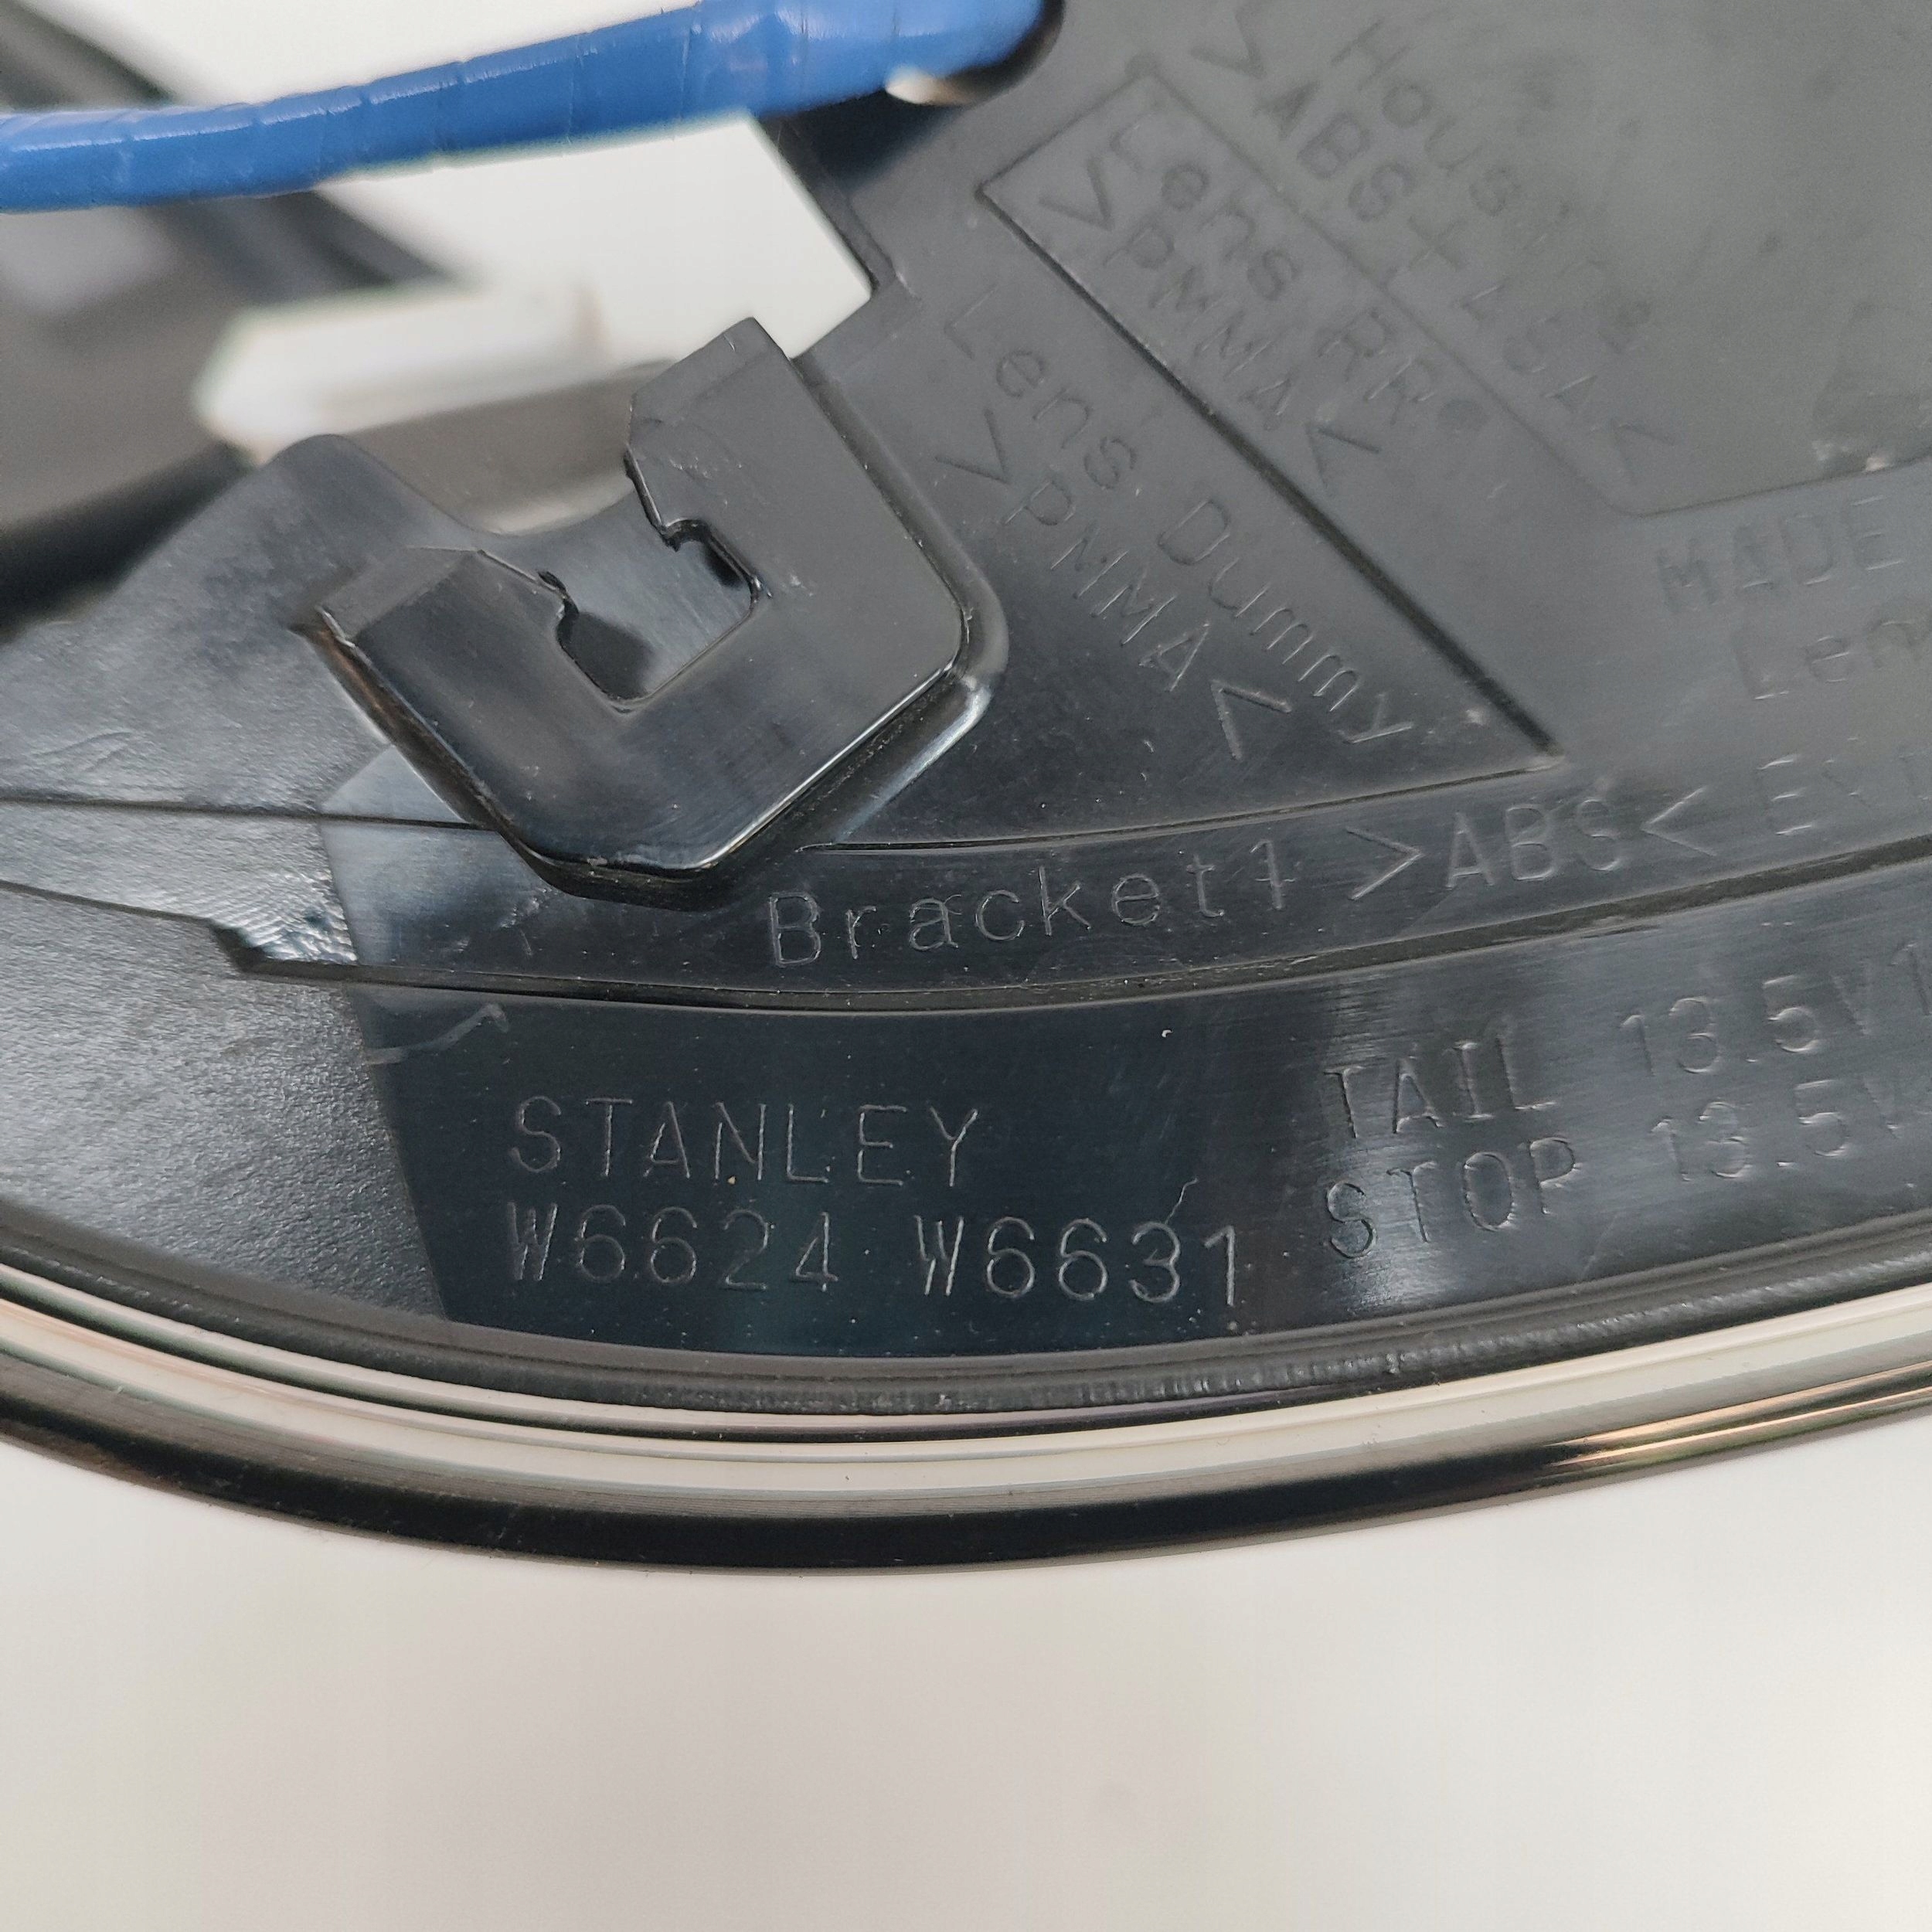 Housing
>ABS+
Lens RR
>PMMA<
Lens Dummy
>PMMA<
MADE
Bracket1 >ABS<
STANLEY
W6624 W6631
TAIL 13.5V
STOP 13.5V